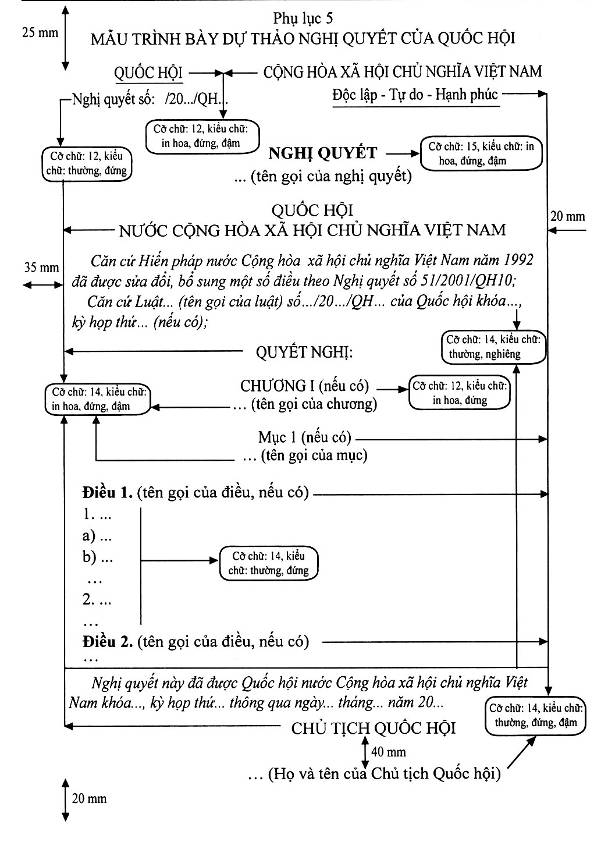 Phụ lục 5
25 mm
MẪU TRÌNH BÀY DỰ THẢO NGHỊ QUYẾT CỦA QUỐC HỘI
QUỐC HỘI
CỘNG HÒA XÃ HỘI CHỦ NGHĨA VIỆT NAM
Nghị quyết số: /20.../QH...
Độc lập - Tự do - Hạnh phúc
Cỡ chữ: 12, kiểu chữ:
in hoa, đứng, đậm
Cỡ chữ: 12, kiểu
chữ: thường, đứng
NGHỊ QUYẾT
Cỡ chữ: 15, kiểu chữ: in
hoa, đứng, đậm
... (tên gọi của nghị quyết)
QUỐC HỘI
NƯỚC CỘNG HÒA XÃ HỘI CHỦ NGHĨA VIỆT NAM
20 mm
Căn cứ Hiến pháp nước Cộng hòa xã hội chủ nghĩa Việt Nam năm 1992
đã được sửa đổi, bổ sung một số điều theo Nghị quyết số 51/2001/QH10;
35 mm
Căn cứ Luật... (tên gọi của luật) số.../20.../QH... của Quốc hội khóa...,
kỳ họp thứ... (nếu có);
Cỡ chữ: 14, kiểu chữ:
thường, nghiêng
QUYẾT NGHỊ:
Cỡ chữ: 14, kiểu chữ:
in hoa, đứng, đậm
CHƯƠNG I (nếu có)
Cỡ chữ: 12, kiểu chữ:
in hoa, đứng
... (tên gọi của chương)
Mục 1 (nếu có)
... (tên gọi của mục)
Điều 1. (tên gọi của điều, nếu có)
1. ...
a) ...
b) ...
...
Cỡ chữ: 14, kiểu
chữ: thường, đứng
2. ...
...
Điều 2. (tên gọi của điều, nếu có)
...
Nghị quyết này đã được Quốc hội nước Cộng hòa xã hội chủ nghĩa Việt
Nam khóa..., kỳ họp thứ... thông qua ngày... tháng... năm 20...
Cỡ chữ: 14, kiểu chữ:
thường, đứng, đậm
CHỦ TỊCH QUỐC HỘI
40 mm
... (Họ và tên của Chủ tịch Quốc hội)
20 mm